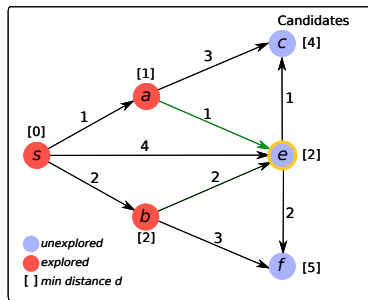 Candidates
c [4]
3
[1]
a
1
1
1
[0]
s
4
e [2]
2
2
2
b
[2]
3
f [5]
unexplored
explored
[ ] min distance d